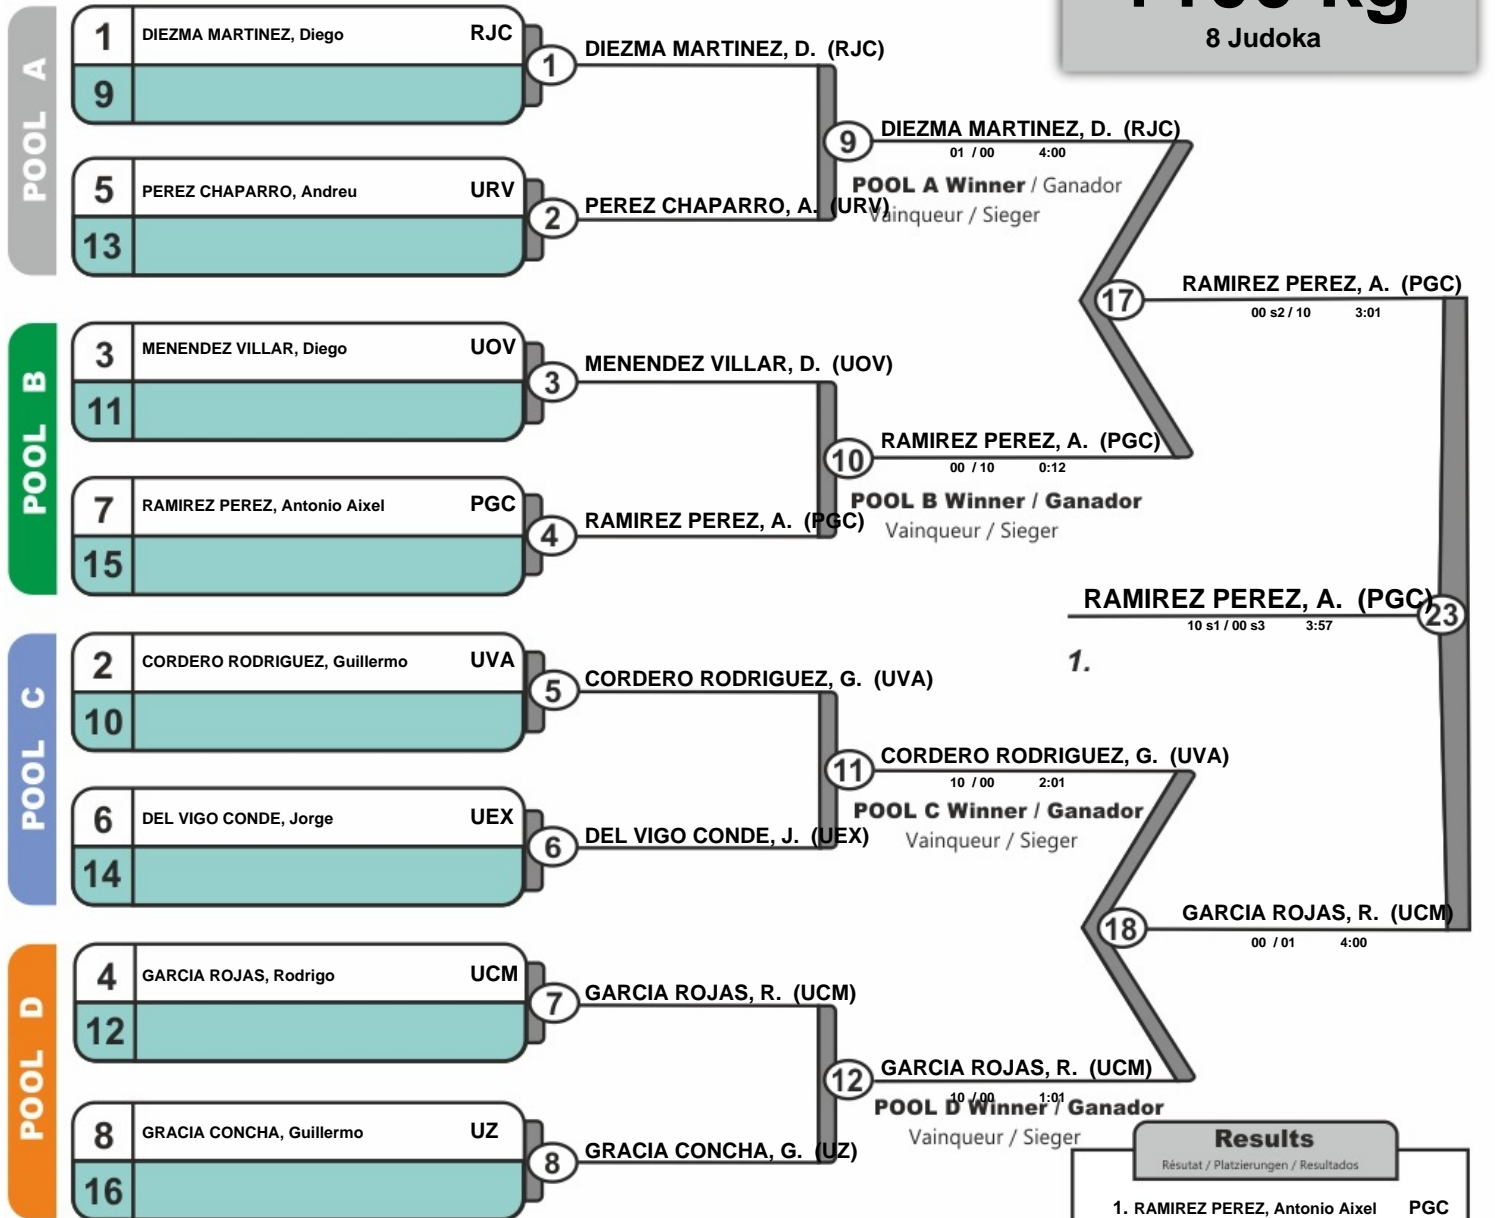 8 Judoka
POOL A
1 DIEZMA MARTINEZ, Diego RJC
9
1
DIEZMA MARTINEZ, D. (RJC)
5 PEREZ CHAPARRO, Andreu URV
13
2
PEREZ CHAPARRO, A. (URV)
9
DIEZMA MARTINEZ, D. (RJC)
01 / 00 4:00
POOL A Winner / Ganador
Vainqueur / Sieger
POOL B
3 MENENDEZ VILLAR, Diego UOV
11
3
MENENDEZ VILLAR, D. (UOV)
7 RAMIREZ PEREZ, Antonio Aixel PGC
15
4
RAMIREZ PEREZ, A. (PGC)
10
RAMIREZ PEREZ, A. (PGC)
00 / 10 0:12
POOL B Winner / Ganador
Vainqueur / Sieger
17
RAMIREZ PEREZ, A. (PGC)
00 s2 / 10 3:01
RAMIREZ PEREZ, A. (PGC)
23
10 s1 / 00 s3 3:57
1.
POOL C
2 CORDERO RODRIGUEZ, Guillermo UVA
10
5
CORDERO RODRIGUEZ, G. (UVA)
6 DEL VIGO CONDE, Jorge UEX
14
6
DEL VIGO CONDE, J. (UEX)
11
CORDERO RODRIGUEZ, G. (UVA)
10 / 00 2:01
POOL C Winner / Ganador
Vainqueur / Sieger
18
GARCIA ROJAS, R. (UCM)
00 / 01 4:00
POOL D
4 GARCIA ROJAS, Rodrigo UCM
12
7
GARCIA ROJAS, R. (UCM)
8 GRACIA CONCHA, Guillermo UZ
16
8
GRACIA CONCHA, G. (UZ)
12
GARCIA ROJAS, R. (UCM)
10 / 00 1:01
POOL D Winner / Ganador
Vainqueur / Sieger
Results
Résutat / Platzierungen / Resultados
1. RAMIREZ PEREZ, Antonio Aixel PGC